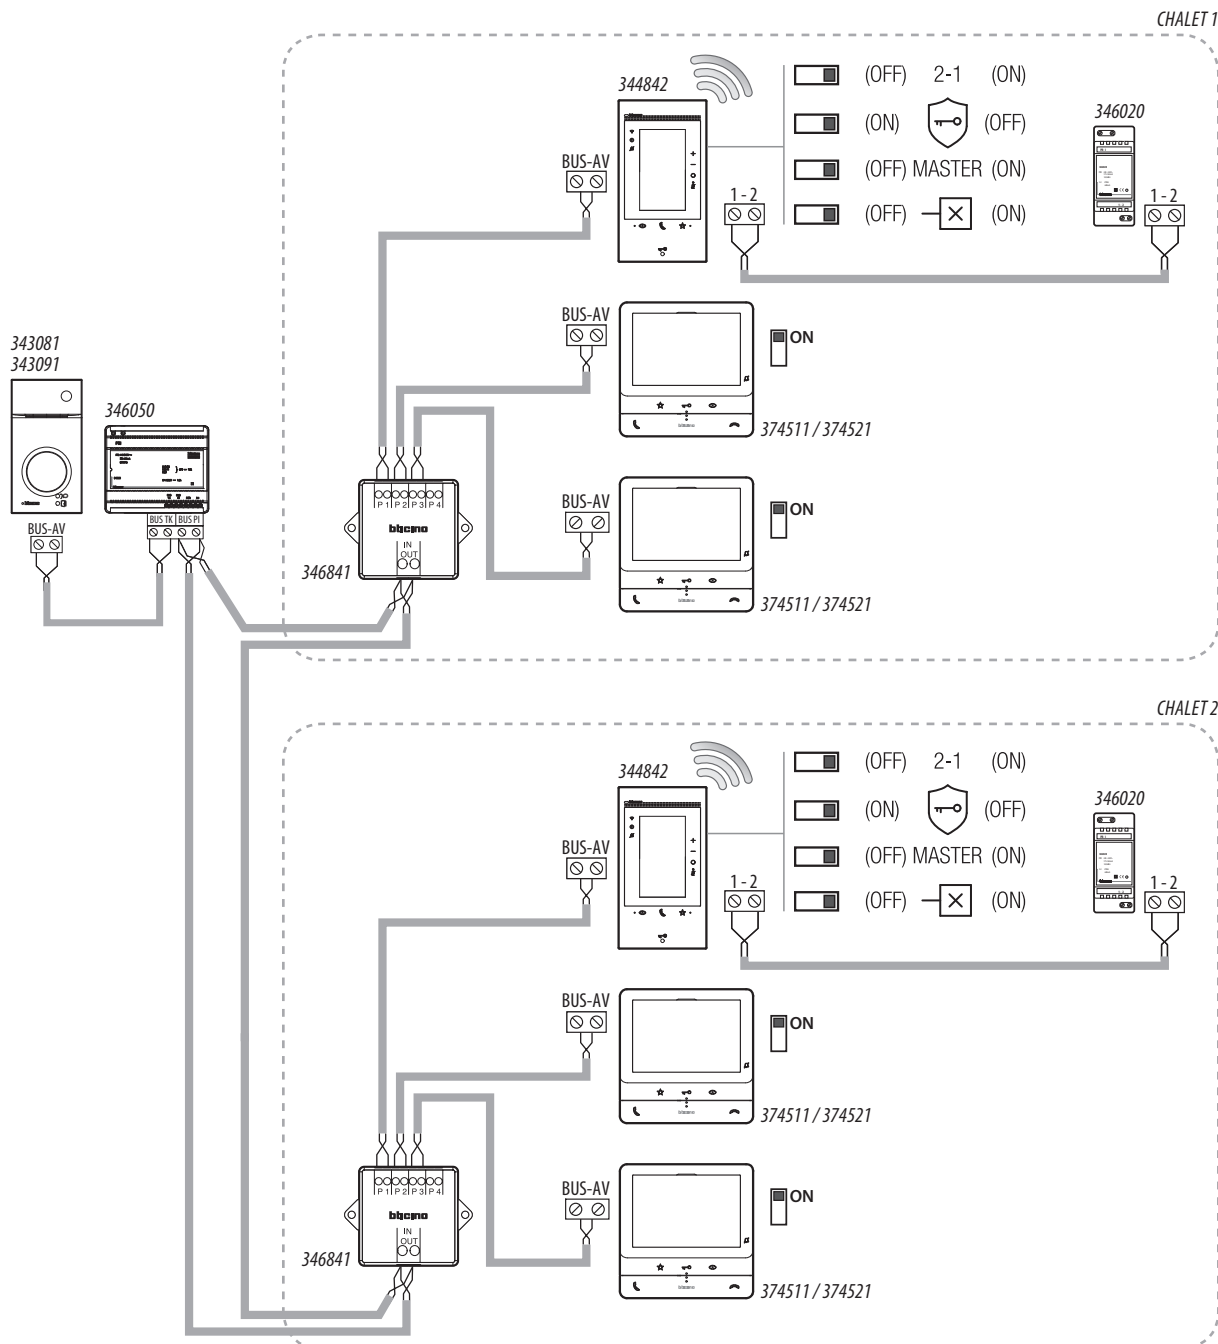 CHALET 1
344842
(OFF) 2-1 (ON)
(ON) (OFF)
(OFF) MASTER (ON)
(OFF) (ON)
346020
BUS-AV
1 - 2
1 - 2
BUS-AV
ON
374511 / 374521
343081
343091
346050
BUS TK BUS PI
BUS-AV
BUS-AV
ON
374511 / 374521
P1 P2 P3 P4
bticino
IN
OUT
346841
CHALET 2
344842
(OFF) 2-1 (ON)
(ON) (OFF)
(OFF) MASTER (ON)
(OFF) (ON)
346020
BUS-AV
1 - 2
1 - 2
BUS-AV
ON
374511 / 374521
BUS-AV
ON
374511 / 374521
P1 P2 P3 P4
bticino
IN
OUT
346841